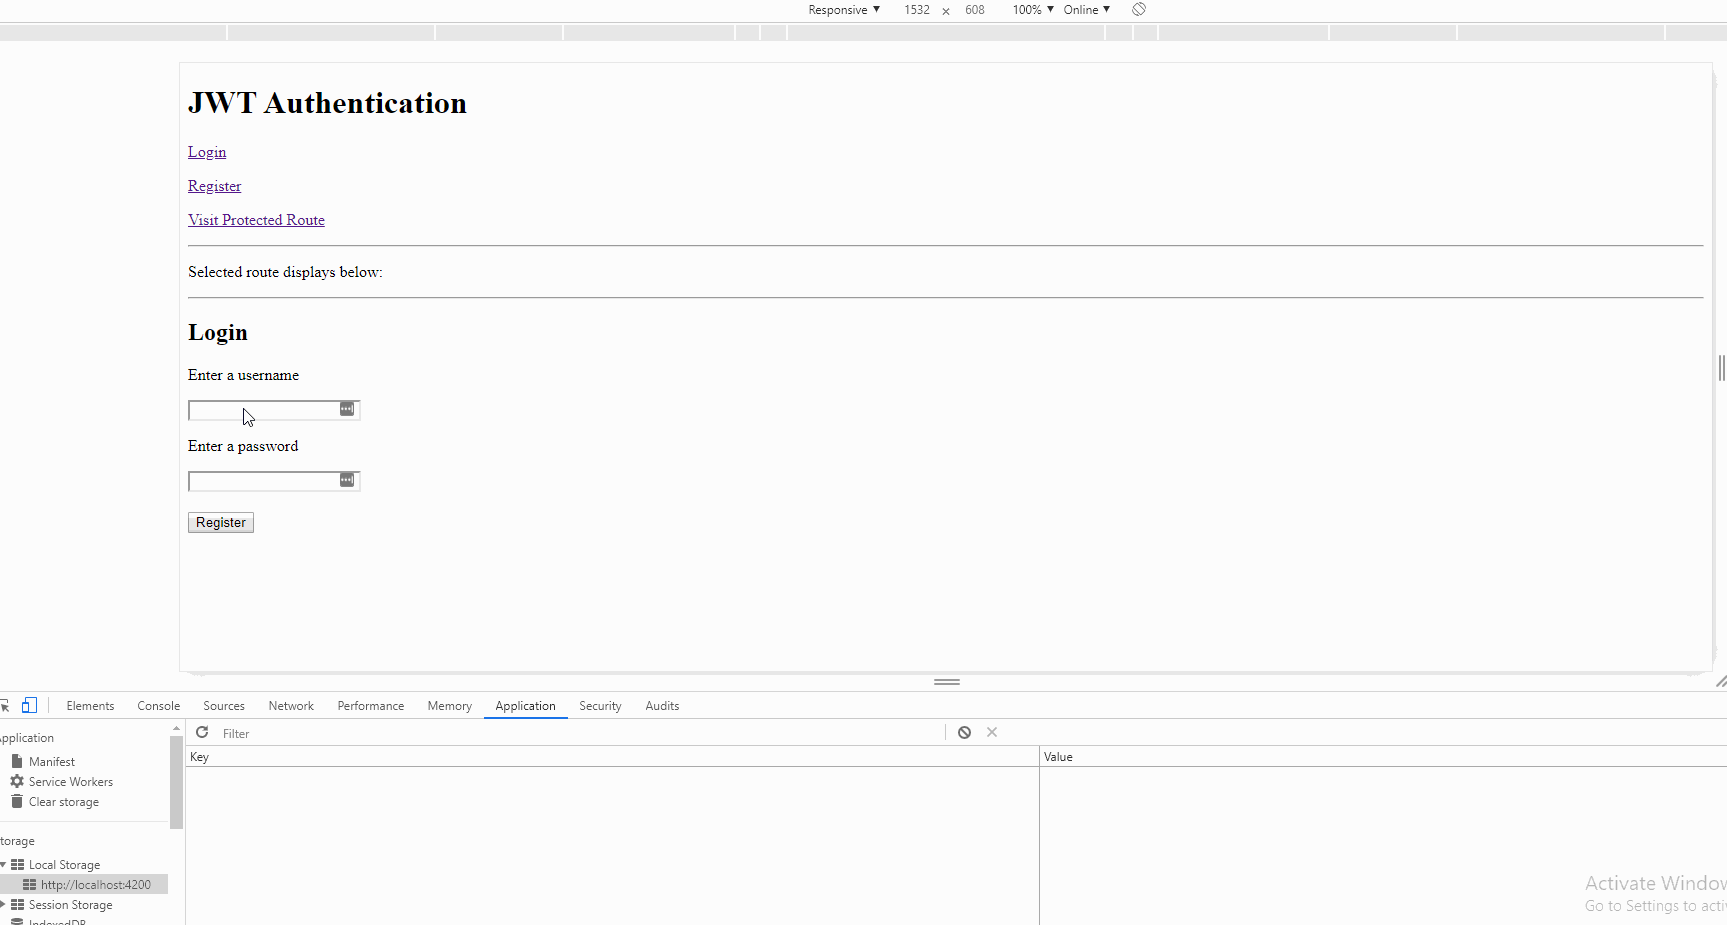 Responsive ▼ 1532 x 608 100% ▼ Online ▼
JWT Authentication
Login
Register
Visit Protected Route
Selected route displays below:
Login
Enter a username
Enter a password
Register
Elements Console Sources Network Performance Memory Application Security Audits
pplication
Filter
Key Value
Manifest
Service Workers
Clear storage
torage
Local Storage
http://localhost:4200
Session Storage
IndexedDB
Activate Window
Go to Settings to acti